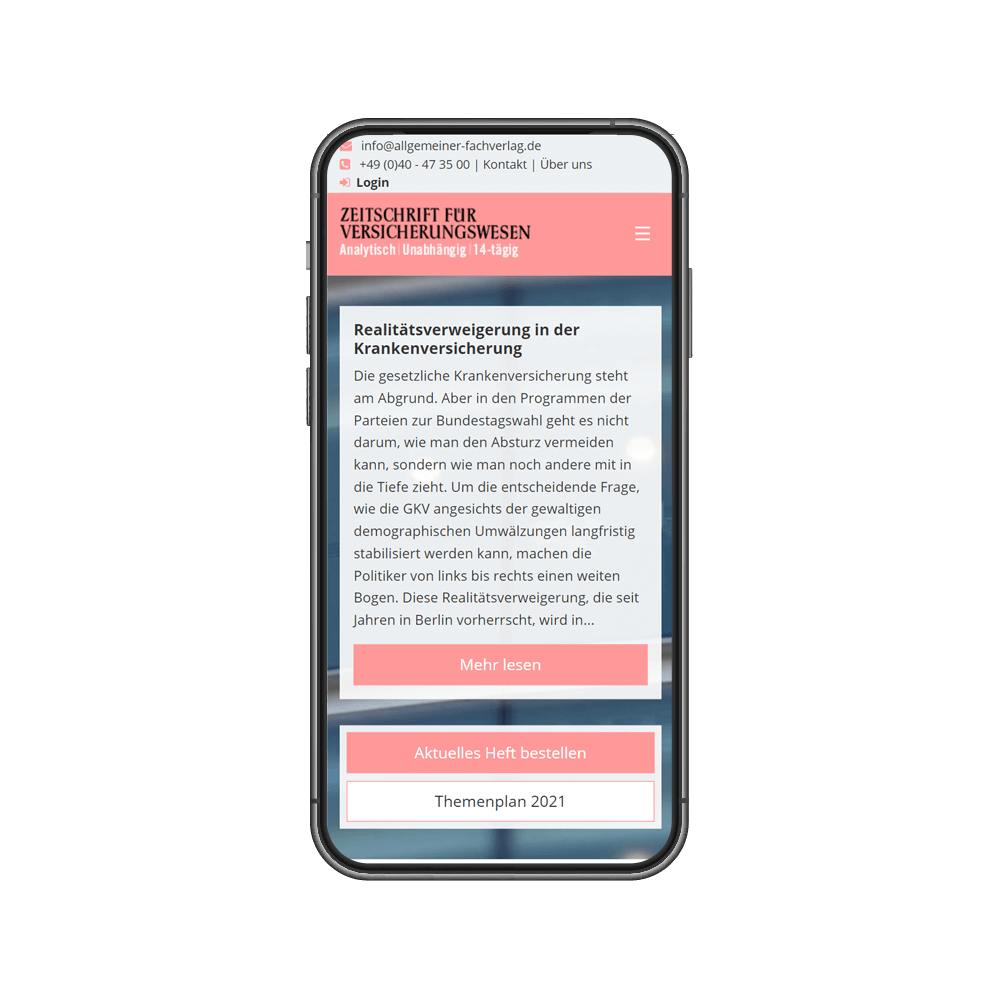 info@allgemeiner-fachverlag.de
+49 (0)40 - 47 35 00 | Kontakt | Über uns
Login
ZEITSCHRIFT FÜR
VERSICHERUNGSWESEN
Analytisch | Unabhängig | 14-tägig
Realitätsverweigerung in der
Krankenversicherung
Die gesetzliche Krankenversicherung steht
am Abgrund. Aber in den Programmen der
Parteien zur Bundestagswahl geht es nicht
darum, wie man den Absturz vermeiden
kann, sondern wie man noch andere mit in
die Tiefe zieht. Um die entscheidende Frage,
wie die GKV angesichts der gewaltigen
demographischen Umwälzungen langfristig
stabilisiert werden kann, machen die
Politiker von links bis rechts einen weiten
Bogen. Diese Realitätsverweigerung, die seit
Jahren in Berlin vorherrscht, wird in...
Mehr lesen
Aktuelles Heft bestellen
Themenplan 2021